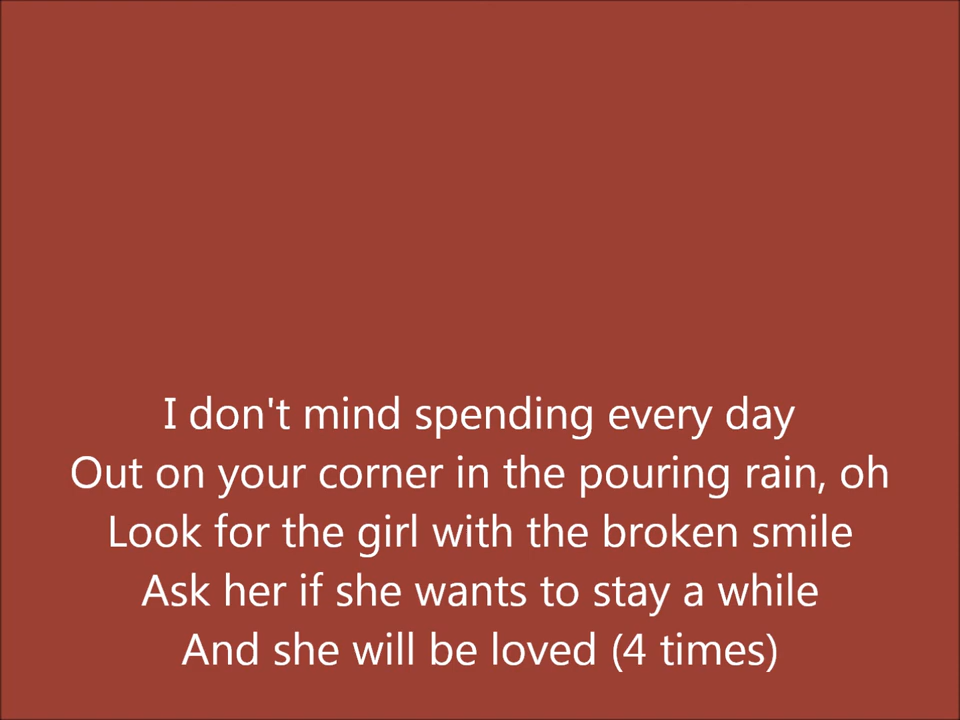 I don't mind spending every day
Out on your corner in the pouring rain, oh
Look for the girl with the broken smile
Ask her if she wants to stay a while
And she will be loved (4 times)